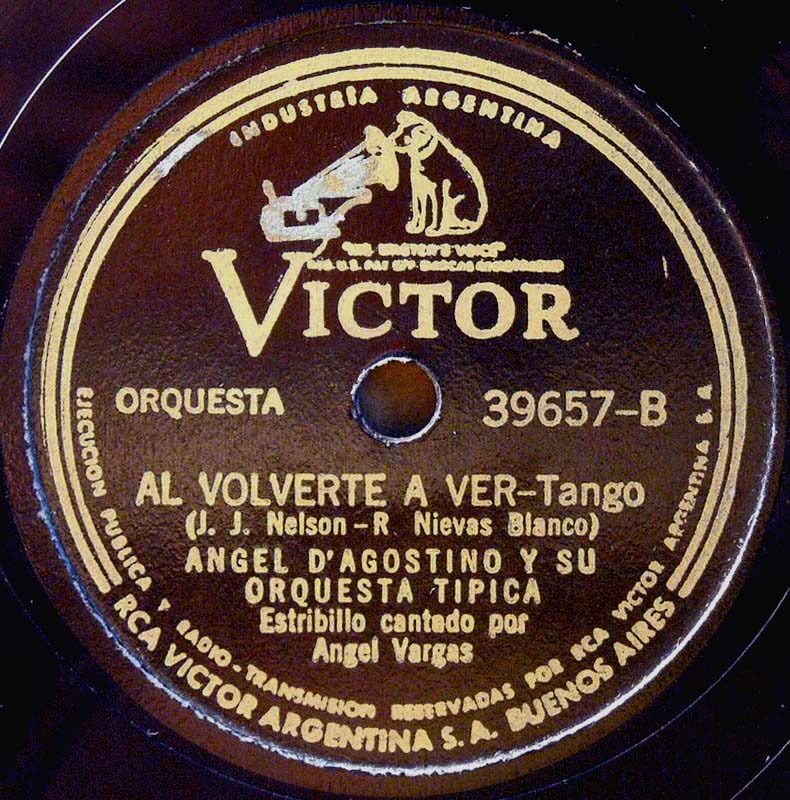 INDUSTRIA ARGENTINA
"HIS MASTER'S VOICE"
VICTOR
ORQUESTA
39657-B
AL VOLVERTE A VER-Tango
(J. J. Nelson-R Nievas Blanco)
ANGEL D'AGOSTINO Y SU
ORQUESTA TIPICA
Estribillo cantado por
Angel Vargas
EJECUCION PUBLICA Y RADIO-TRANSMISION RESERVADAS POR RCA VICTOR ARGENTINA S. A.
RCA VICTOR ARGENTINA S. A. BUENOS AIRES